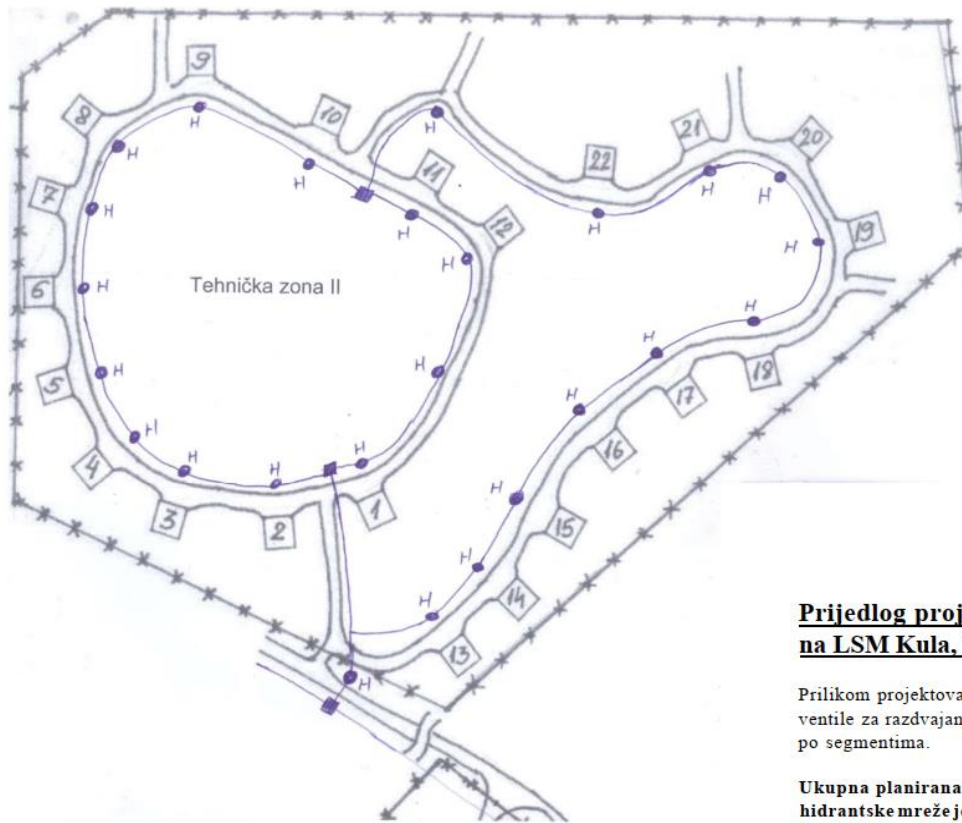 9
10
8
21
20
H
H
22
H
11
H
H
H
7
H
12
H
H
19
H
H
Tehnička zona II
6
H
H
H
H
18
5
H
17
H
H
16
4
H
H
H
1
3
2
H
15
H
14
H
13
H
Prijedlog proj
na LSM Kula,
Prilikom projektova
ventile za razdvajan
po segmentima.
Ukupna planirana
hidrantske mreže je